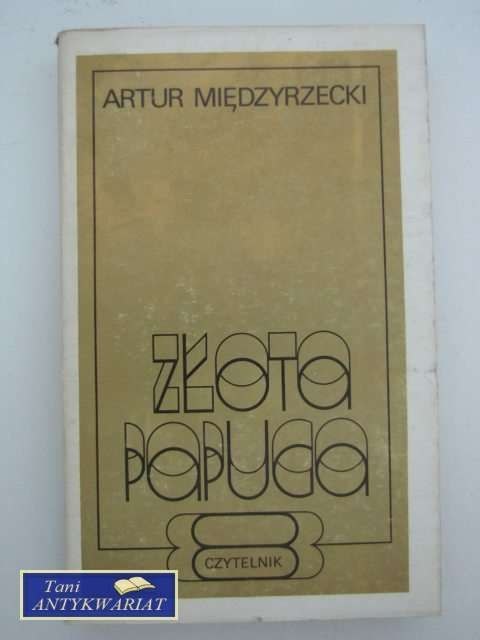 ARTUR MIĘDZYRZECKI
ZŁOTA
PAPUGA
CZYTELNIK
Tani
ANTYKWARIAT